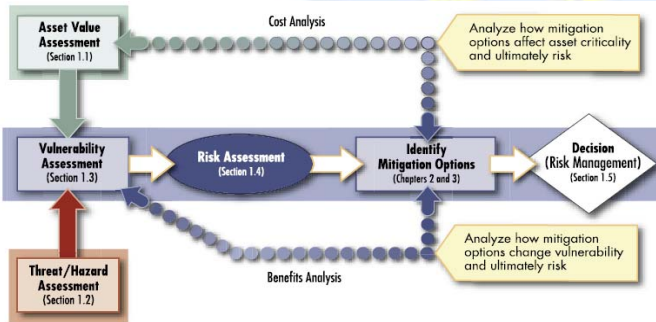 Cost Analysis
Asset Value
Assessment
(Section 1.1)
Analyze how mitigation
options affect asset criticality
and ultimately risk
Vulnerability
Assessment
(Section 1.3)
Risk Assessment
(Section 1.4)
Identify
Mitigation Options
(Chapters 2 and 3)
Decision
(Risk Management)
(Section 1.5)
Threat/Hazard
Assessment
(Section 1.2)
Benefits Analysis
Analyze how mitigation
options change vulnerability
and ultimately risk